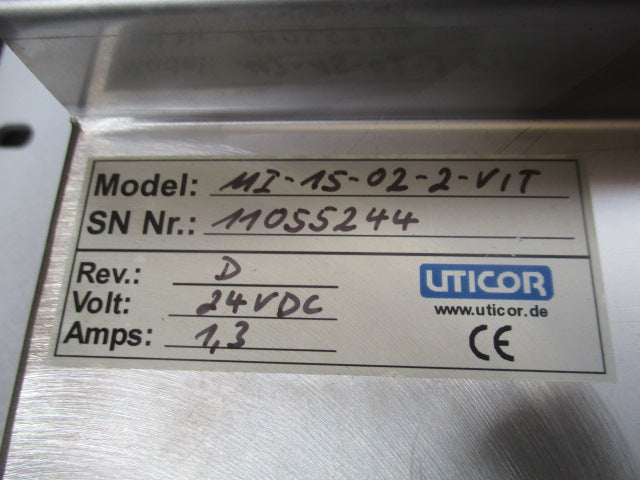 Model: MI-15-02-2-VIT
SN Nr.: 11055244
Rev.: D
Volt: 24VDC
Amps: 1,3
UTICOR
www.uticor.de
CE